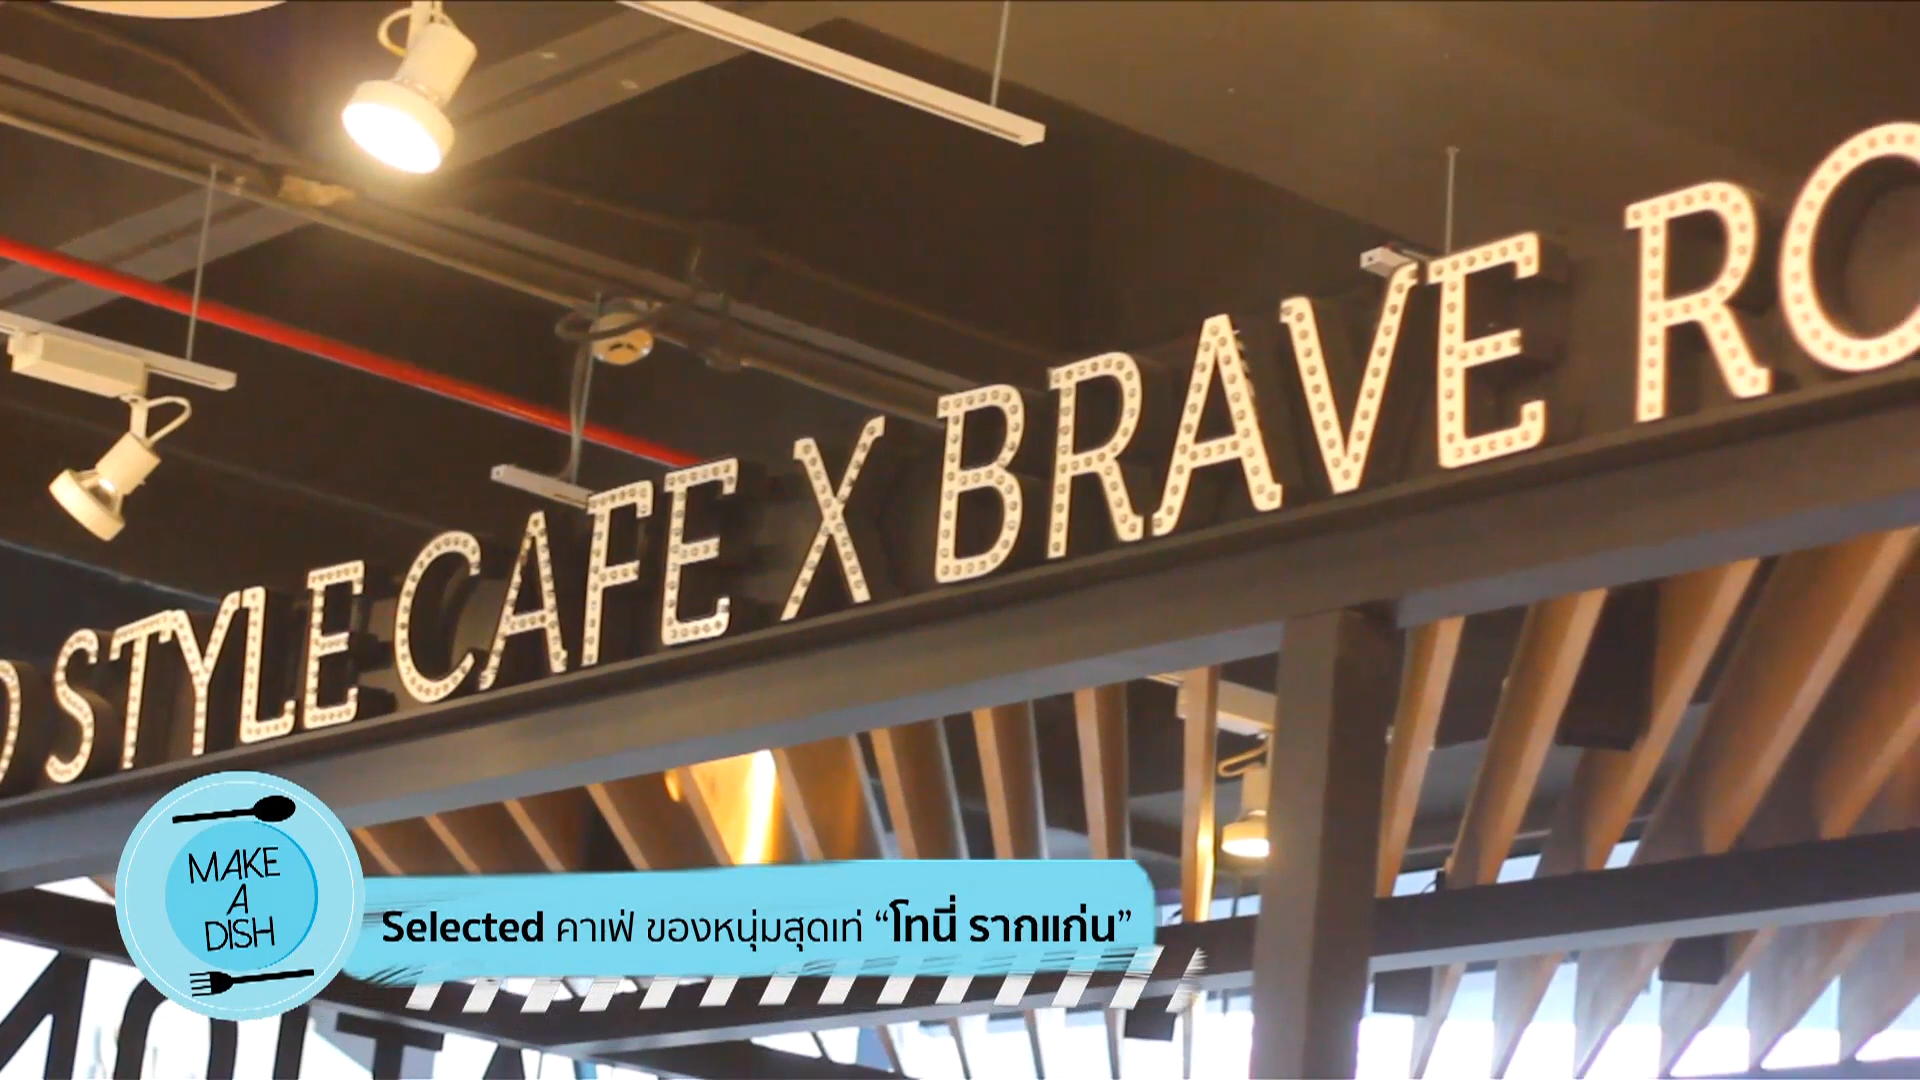 STYLE CAFE X BRAVE RO
MAKE
A
DISH
Selected คาเฟ่ ของหนุ่มสุดเท่ “โทนี่ รากแก่น”